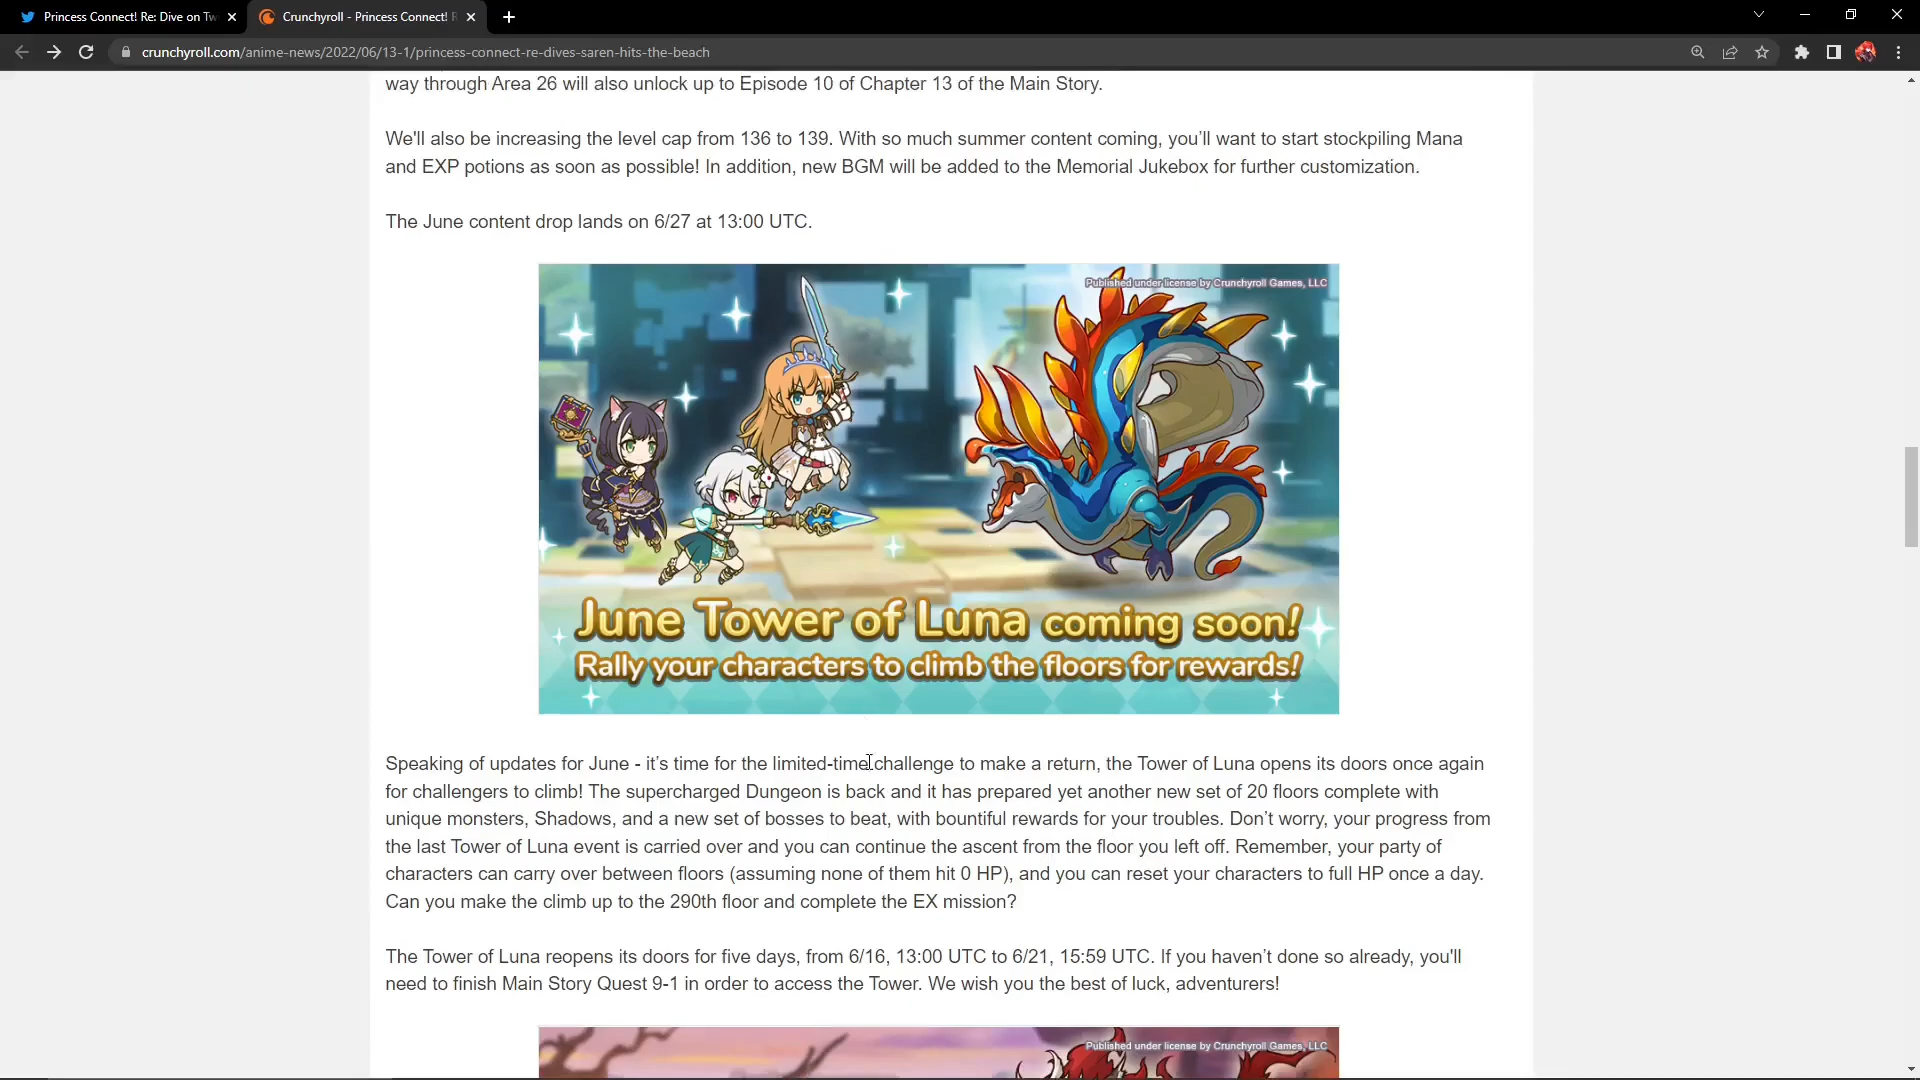 Princess Connect! Re: Dive on Tw
Crunchyroll - Princess Connect! R
crunchyroll.com/anime-news/2022/06/13-1/princess-connect-re-dives-saren-hits-the-beach
way through Area 26 will also unlock up to Episode 10 of Chapter 13 of the Main Story.
We'll also be increasing the level cap from 136 to 139. With so much summer content coming, you’ll want to start stockpiling Mana
and EXP potions as soon as possible! In addition, new BGM will be added to the Memorial Jukebox for further customization.
The June content drop lands on 6/27 at 13:00 UTC.
Published under license by Crunchyroll Games, LLC
June Tower of Luna coming soon!
Rally your characters to climb the floors for rewards!
Speaking of updates for June - it’s time for the limited-time challenge to make a return, the Tower of Luna opens its doors once again
for challengers to climb! The supercharged Dungeon is back and it has prepared yet another new set of 20 floors complete with
unique monsters, Shadows, and a new set of bosses to beat, with bountiful rewards for your troubles. Don’t worry, your progress from
the last Tower of Luna event is carried over and you can continue the ascent from the floor you left off. Remember, your party of
characters can carry over between floors (assuming none of them hit 0 HP), and you can reset your characters to full HP once a day.
Can you make the climb up to the 290th floor and complete the EX mission?
The Tower of Luna reopens its doors for five days, from 6/16, 13:00 UTC to 6/21, 15:59 UTC. If you haven’t done so already, you'll
need to finish Main Story Quest 9-1 in order to access the Tower. We wish you the best of luck, adventurers!
Published under license by Crunchyroll Games, LLC